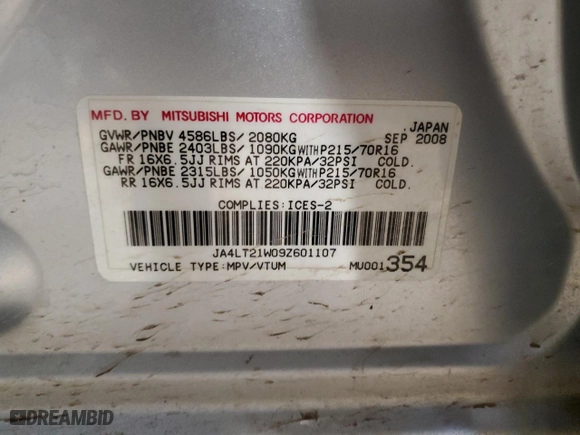 MFD. BY MITSUBISHI MOTORS CORPORATION
JAPAN
GVWR/PNBV 4586LBS/ 2080KG SEP 2008
GAWR/PNBE 2403LBS/ 1090KG WITH P215/70R16
FR 16X6.5JJ RIMS AT 220KPA/32PSI COLD.
GAWR/PNBE 2315LBS/ 1050KG WITH P215/70R16
RR 16X6.5JJ RIMS AT 220KPA/32PSI COLD.
COMPLIES:ICES-2
JA4LT21W09Z601107
VEHICLE TYPE:MPV/VTUM MU001354
DREAMBID